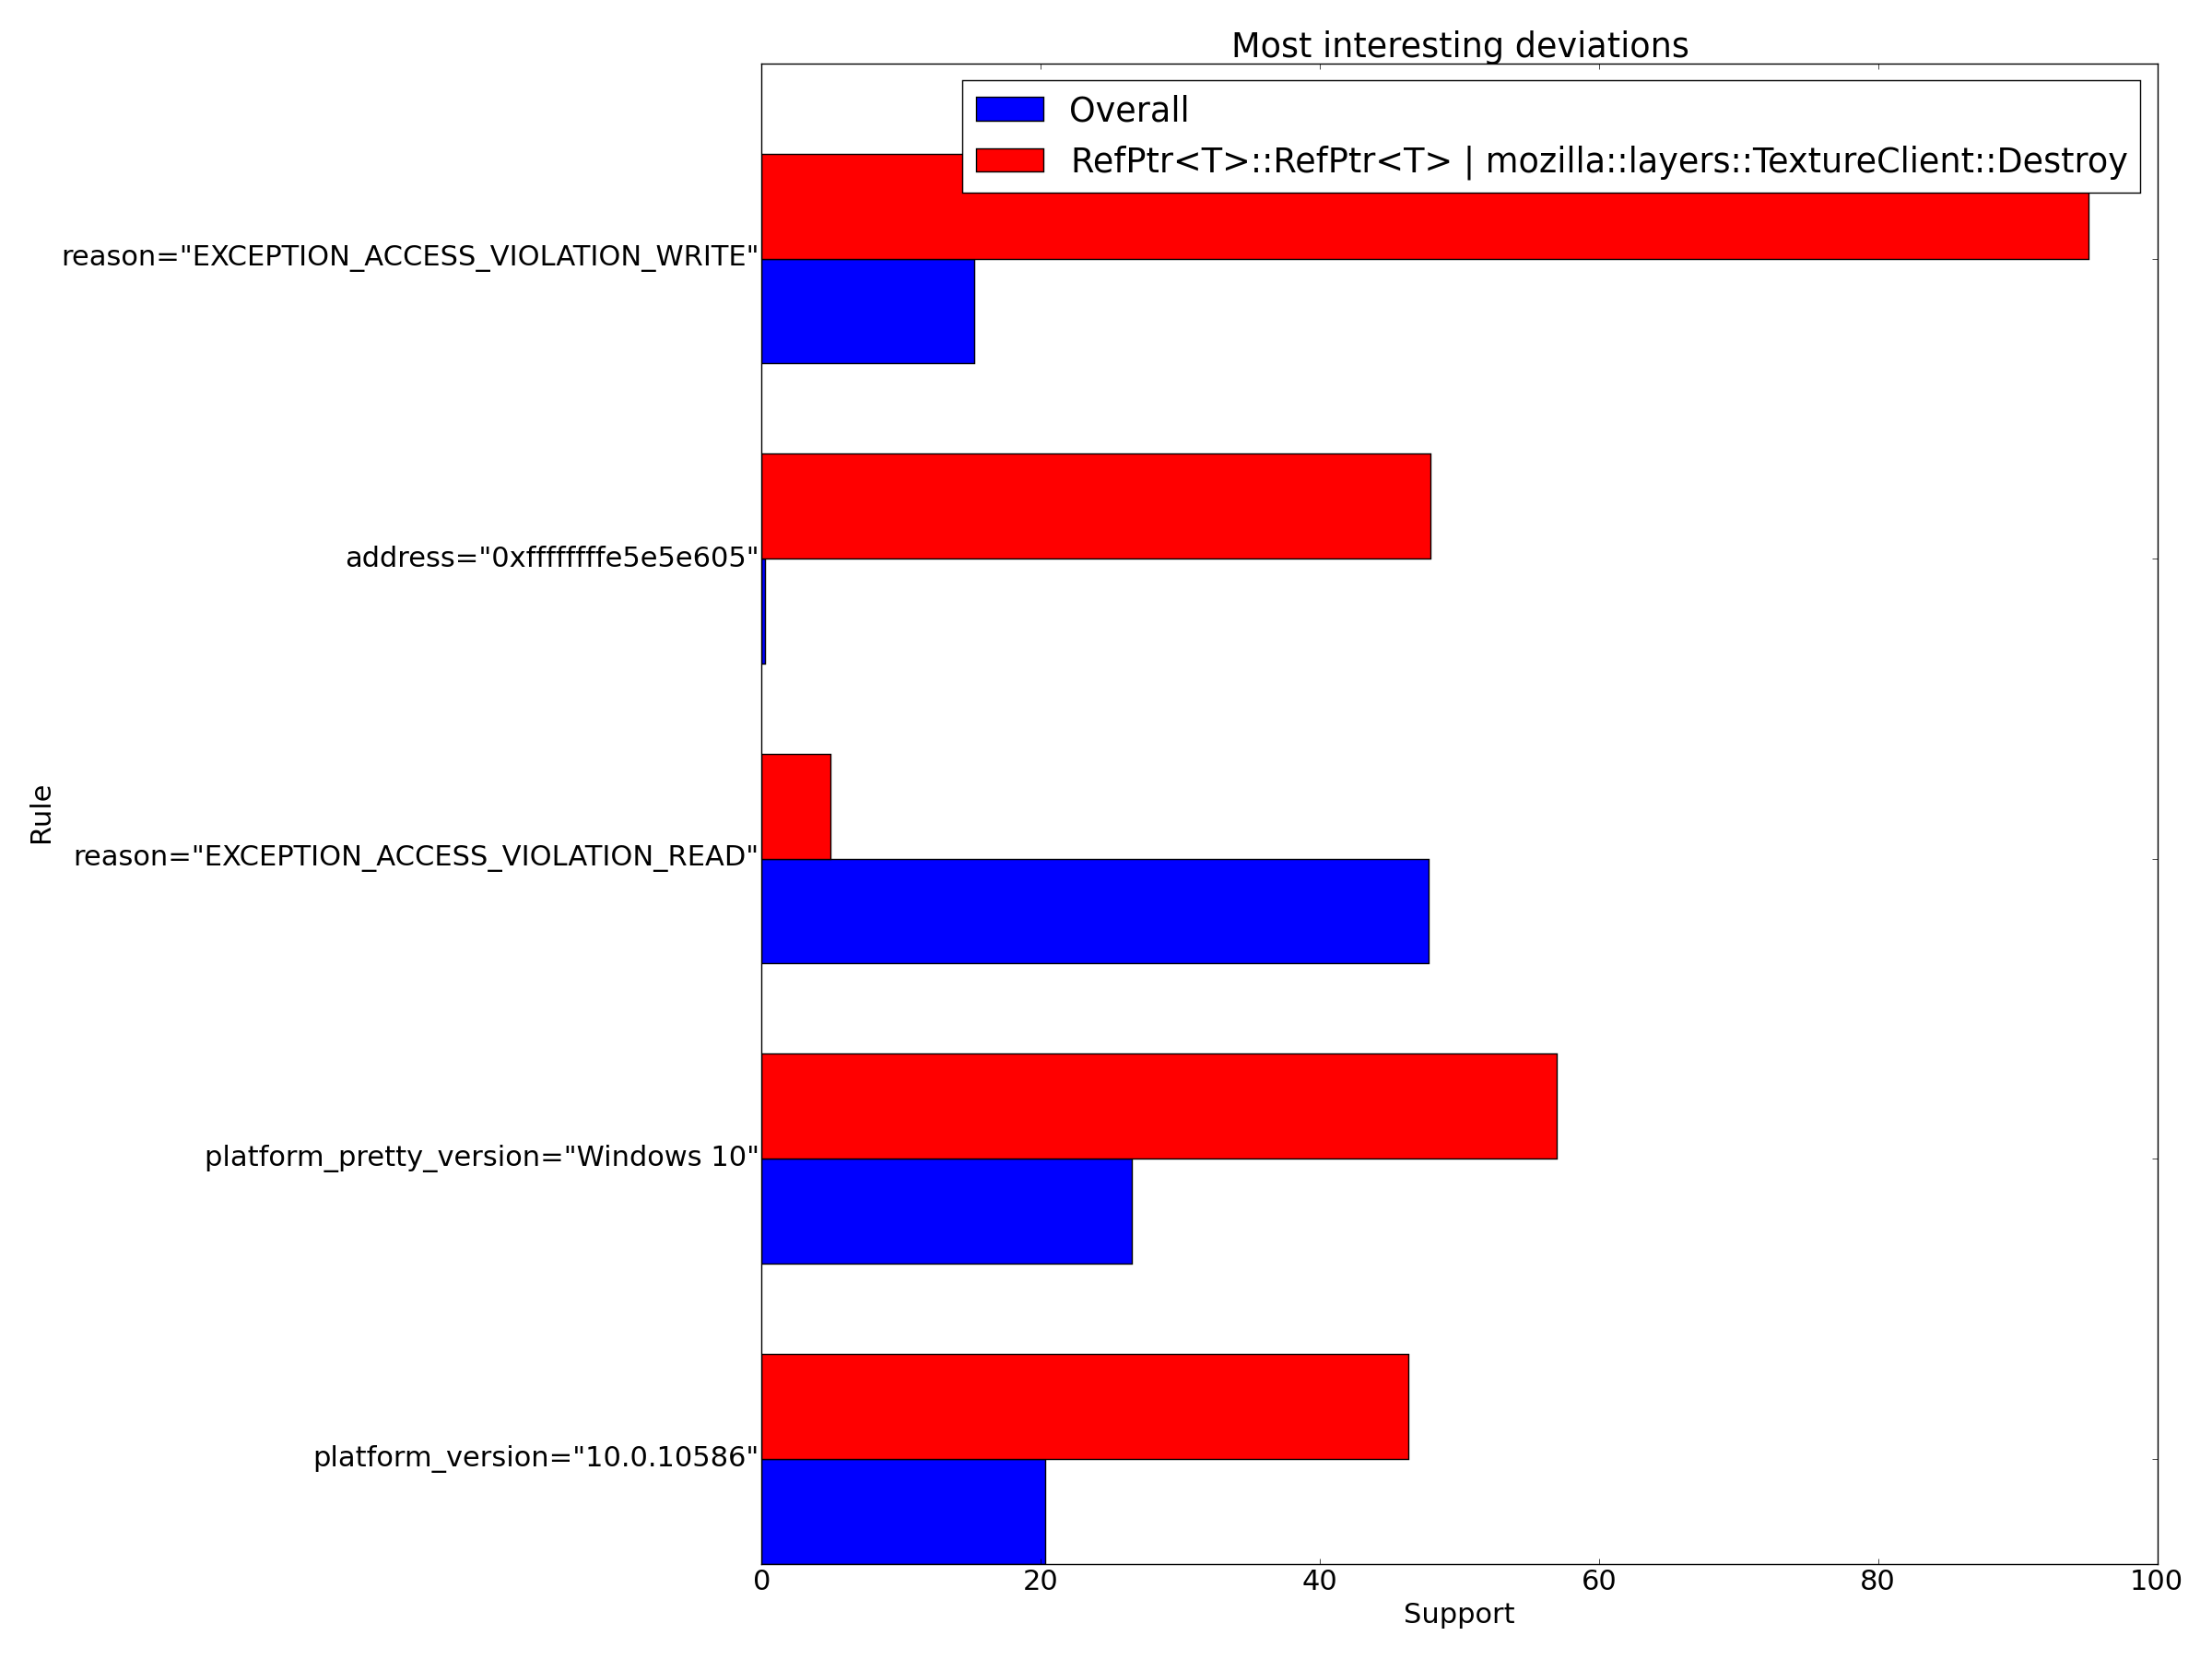 Most interesting deviations
Overall
RefPtr<T>::RefPtr<T> | mozilla::layers::TextureClient::Destroy
reason="EXCEPTION_ACCESS_VIOLATION_WRITE"
address="0xffffffffe5e5e605"
reason="EXCEPTION_ACCESS_VIOLATION_READ"
platform_pretty_version="Windows 10"
platform_version="10.0.10586"
Rule
0 20 40 60 80 100
Support